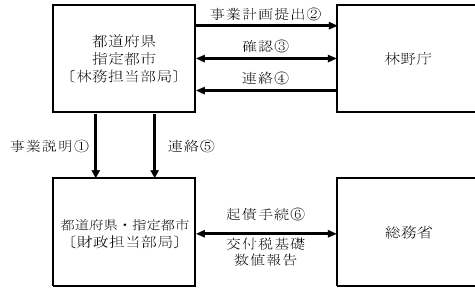 事業計画提出②
都道府県
指定都市
〔林務担当部局〕
確認③
林野庁
連絡④
事業説明①
連絡⑤
都道府県・指定都市
〔財政担当部局〕
起債手続⑥
交付税基礎
数値報告
総務省